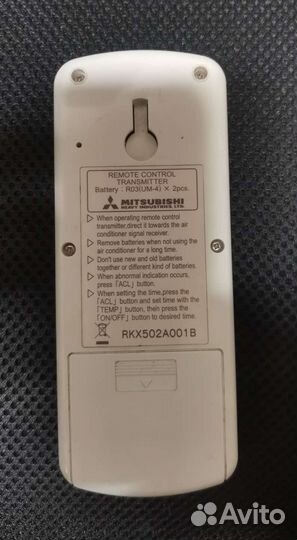 REMOTE CONTROL
TRANSMITTER
Battery : R03(UM-4) × 2pcs.
MITSUBISHI
HEAVY INDUSTRIES, LTD.
▷ When operating remote control
transmitter,direct it towards the air
conditioner signal receiver.
▷ Remove batteries when not using the
air conditioner for a long time.
▷ Don't use new and old batteries
together or different kind of batteries.
▷ When abnormal indication occurs,
press「ACL」button.
▷ When setting the time,press the
「ACL」button and set time with the
「TEMP」button, then press the
「ON/OFF」button to desired time.
RKX502A001B
Avito